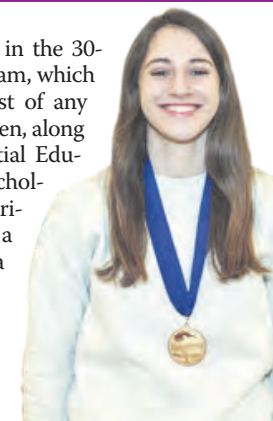 in the 30-
am, which
st of any
en, along
tial Edu-
chol-
ri-
a
a